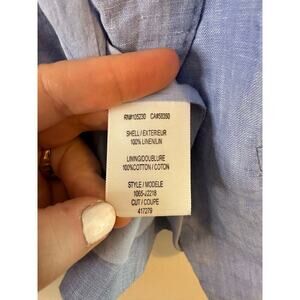 RN#105230 CA#58350
SHELL / EXTERIEUR
100% LINEN/LIN
LINING/DOUBLURE
100%COTTON / COTON
STYLE / MODELE
1065-J2218
CUT / COUPE
417279